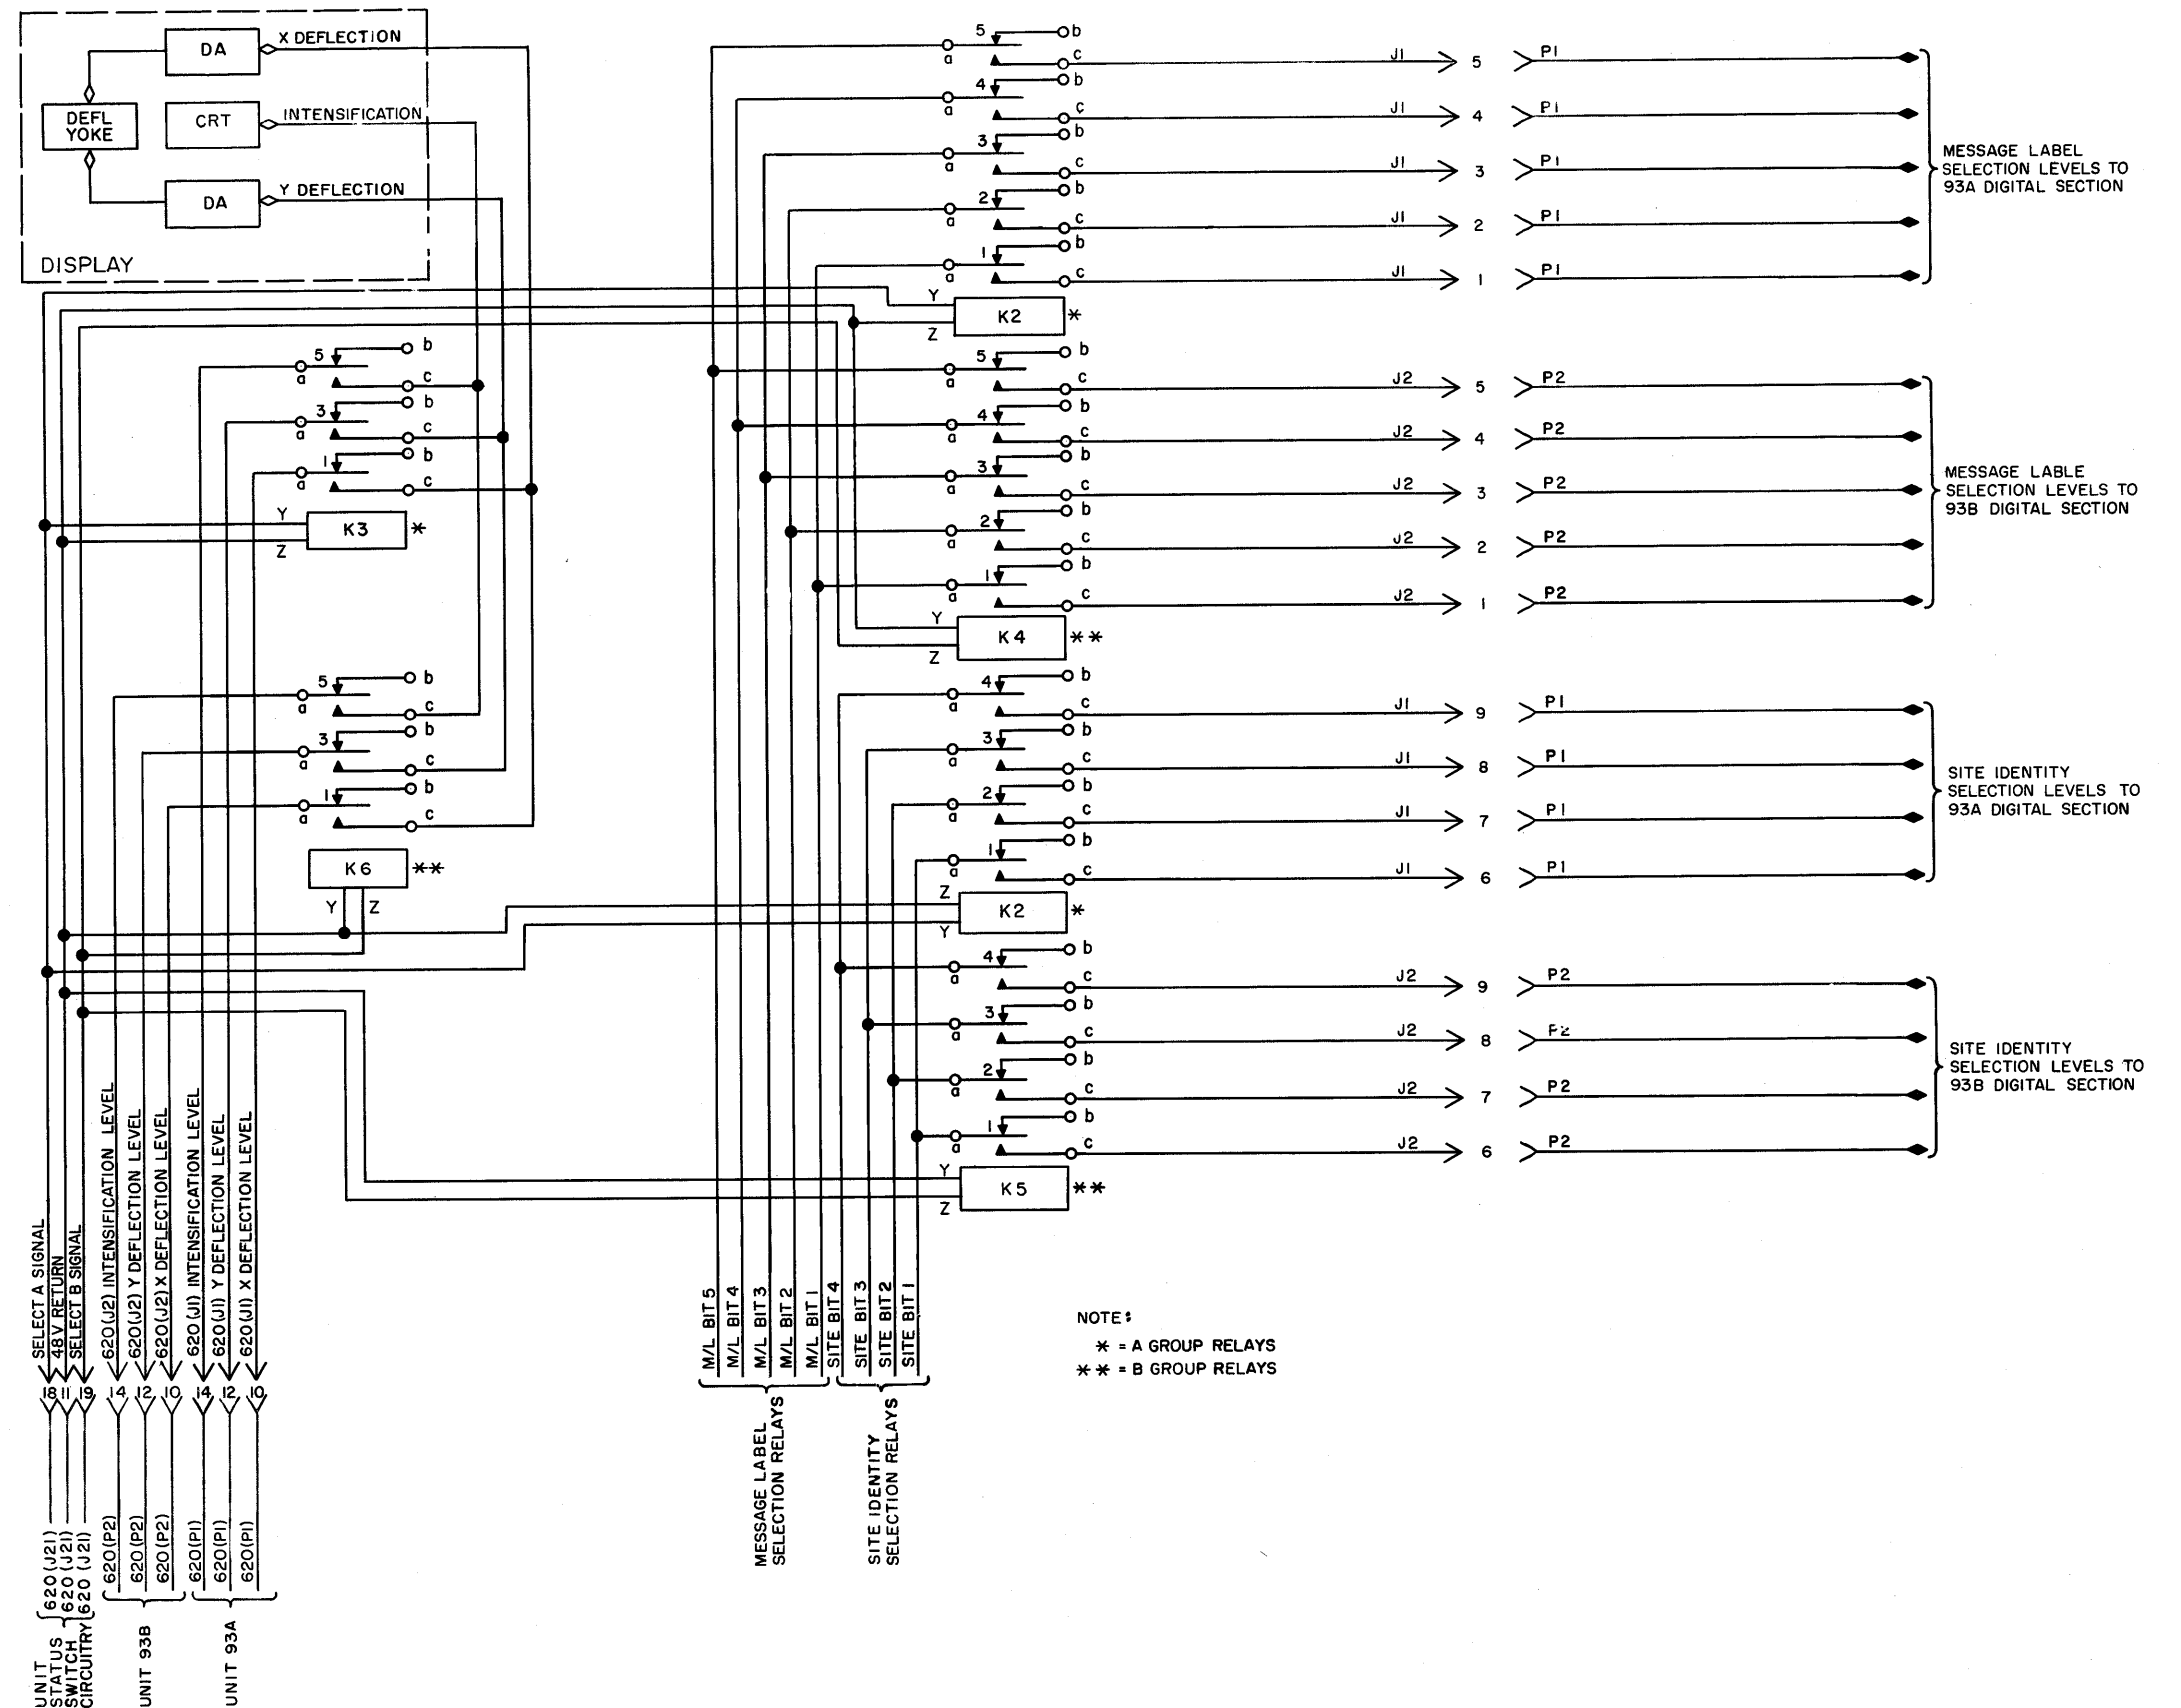 DA
X DEFLECTION
DEFL
YOKE
CRT
INTENSIFICATION
DA
Y DEFLECTION
DISPLAY
5 b
a c J1 5 P1
4 b
a c J1 4 P1
3 b
a c J1 3 P1
2 b
a c J1 2 P1
1 b
a c J1 1 P1
MESSAGE LABEL
SELECTION LEVELS TO
93A DIGITAL SECTION
Y
Z
K2 *
5 b
a c
3 b
a c
1 b
a c
Y
Z
K3 *
5 b
a c J2 5 P2
4 b
a c J2 4 P2
3 b
a c J2 3 P2
2 b
a c J2 2 P2
1 b
a c J2 1 P2
MESSAGE LABLE
SELECTION LEVELS TO
93B DIGITAL SECTION
Y
Z
K4 **
5 b
a c
3 b
a c
1 b
a c
K6 **
Y Z
4 b
a c J1 9 P1
3 b
a c J1 8 P1
2 b
a c J1 7 P1
1 b
a c J1 6 P1
SITE IDENTITY
SELECTION LEVELS TO
93A DIGITAL SECTION
Z
Y
K2 *
4 b
a c J2 9 P2
3 b
a c J2 8 P2
2 b
a c J2 7 P2
1 b
a c J2 6 P2
SITE IDENTITY
SELECTION LEVELS TO
93B DIGITAL SECTION
Y
Z
K5 **
SELECT A SIGNAL
48V RETURN
SELECT B SIGNAL
620(J2) INTENSIFICATION LEVEL
620(J2) Y DEFLECTION LEVEL
620(J2) X DEFLECTION LEVEL
620(J1) INTENSIFICATION LEVEL
620(J1) Y DEFLECTION LEVEL
620(J1) X DEFLECTION LEVEL
18 11 19 14 12 10 14 12 10
620(J21)
620(J21)
620(J21)
620(P2)
620(P2)
620(P2)
620(P1)
620(P1)
620(P1)
UNIT
STATUS
SWITCH
CIRCUITRY
UNIT 93B
UNIT 93A
M/L BIT 5
M/L BIT 4
M/L BIT 3
M/L BIT 2
M/L BIT 1
SITE BIT 4
SITE BIT 3
SITE BIT 2
SITE BIT 1
MESSAGE LABEL
SELECTION RELAYS
SITE IDENTITY
SELECTION RELAYS
NOTE:
* = A GROUP RELAYS
** = B GROUP RELAYS